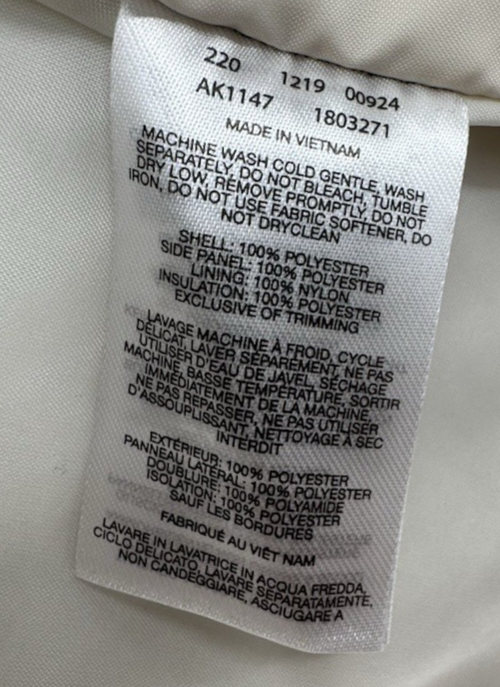 220 1219 00924
AK1147 1803271
MADE IN VIETNAM
MACHINE WASH COLD GENTLE, WASH
SEPARATELY, DO NOT BLEACH, TUMBLE
DRY LOW, REMOVE PROMPTLY, DO NOT
IRON, DO NOT USE FABRIC SOFTENER, DO
NOT DRYCLEAN
SHELL: 100% POLYESTER
SIDE PANEL: 100% POLYESTER
LINING: 100% NYLON
INSULATION: 100% POLYESTER
EXCLUSIVE OF TRIMMING
LAVAGE MACHINE À FROID, CYCLE
DÉLICAT, LAVER SÉPARÉMENT, NE PAS
UTILISER D'EAU DE JAVEL, SÉCHAGE
MACHINE, BASSE TEMPÉRATURE, SORTIR
IMMÉDIATEMENT DE LA MACHINE,
NE PAS REPASSER, NE PAS UTILISER
D'ASSOUPLISSANT, NETTOYAGE À SEC
INTERDIT
EXTÉRIEUR: 100% POLYESTER
PANNEAU LATÉRAL: 100% POLYESTER
DOUBLURE: 100% POLYAMIDE
ISOLATION: 100% POLYESTER
SAUF LES BORDURES
FABRIQUÉ AU VIÊT NAM
LAVARE IN LAVATRICE IN ACQUA FREDDA,
CICLO DELICATO, LAVARE SEPARATAMENTE,
NON CANDEGGIARE, ASCIUGARE A